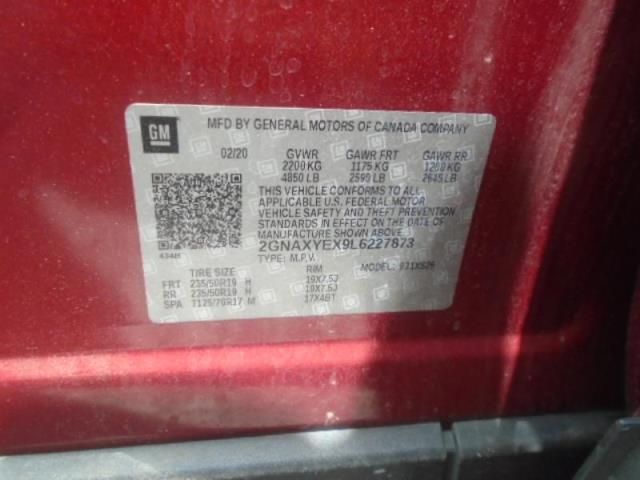 GM
MFD BY GENERAL MOTORS OF CANADA COMPANY
02/20 GVWR GAWR FRT GAWR RR
2200 KG 1175 KG 1200 KG
4850 LB 2590 LB 2645 LB
THIS VEHICLE CONFORMS TO ALL
APPLICABLE U.S. FEDERAL MOTOR
VEHICLE SAFETY AND THEFT PREVENTION
STANDARDS IN EFFECT ON THE DATE OF
MANUFACTURE SHOWN ABOVE.
2GNAXYEX9L6227873
TYPE: M.P.V. MODEL:
TIRE SIZE RIM
FRT 235/50R19 H 19X7.5J
RR 235/50R19 H 19X7.5J
SPA T125/70R17 M 17X4BT